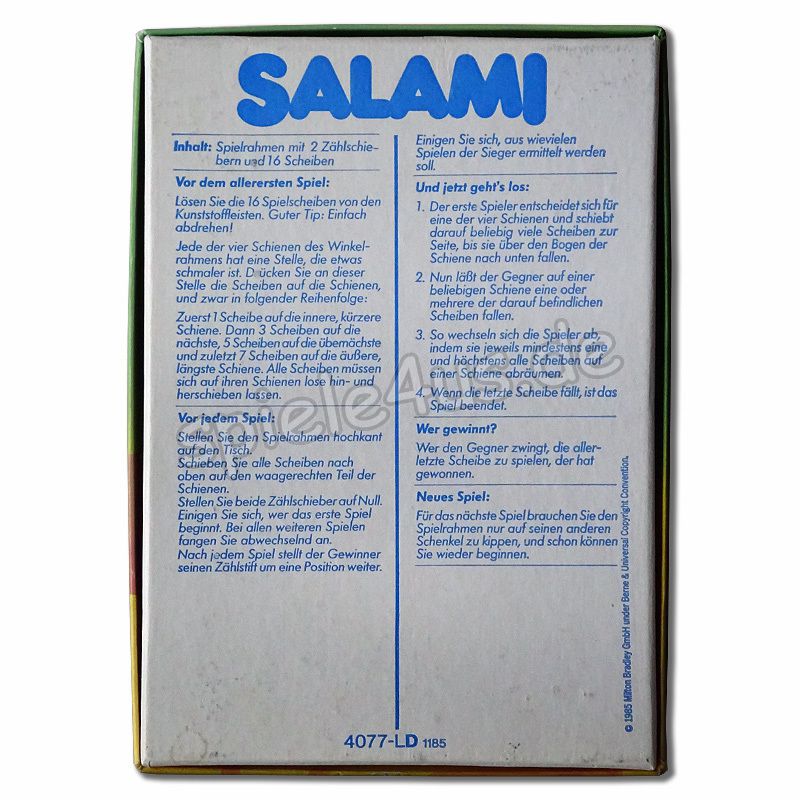 SALAMI
Inhalt: Spielrahmen mit 2 Zählschie-
bern und 16 Scheiben
Vor dem allerersten Spiel:
Lösen Sie die 16 Spielscheiben von den
Kunststoffleisten. Guter Tip: Einfach
abdrehen!
Jede der vier Schienen des Winkel-
rahmens hat eine Stelle, die etwas
schmaler ist. Drücken Sie an dieser
Stelle die Scheiben auf die Schienen,
und zwar in folgender Reihenfolge:
Zuerst 1 Scheibe auf die innere, kürzere
Schiene. Dann 3 Scheiben auf die
nächste, 5 Scheiben auf die übernächste
und zuletzt 7 Scheiben auf die äußere,
längste Schiene. Alle Scheiben müssen
sich auf ihren Schienen lose hin- und
herschieben lassen.
Vor jedem Spiel:
Stellen Sie den Spielrahmen hochkant
auf den Tisch.
Schieben Sie alle Scheiben nach
oben auf den waagerechten Teil der
Schienen.
Stellen Sie beide Zählschieber auf Null.
Einigen Sie sich, wer das erste Spiel
beginnt. Bei allen weiteren Spielen
fangen Sie abwechselnd an.
Nach jedem Spiel stellt der Gewinner
seinen Zählstift um eine Position weiter.
Einigen Sie sich, aus wievielen
Spielen der Sieger ermittelt werden
soll.
Und jetzt geht's los:
1. Der erste Spieler entscheidet sich für
eine der vier Schienen und schiebt
darauf beliebig viele Scheiben zur
Seite, bis sie über den Bogen der
Schiene nach unten fallen.
2. Nun läßt der Gegner auf einer
beliebigen Schiene eine oder
mehrere der darauf befindlichen
Scheiben fallen.
3. So wechseln sich die Spieler ab,
indem sie jeweils mindestens eine
und höchstens alle Scheiben auf
einer Schiene abräumen.
4. Wenn die letzte Scheibe fällt, ist das
Spiel beendet.
Wer gewinnt?
Wer den Gegner zwingt, die aller-
letzte Scheibe zu spielen, der hat
gewonnen.
Neues Spiel:
Für das nächste Spiel brauchen Sie den
Spielrahmen nur auf seinen anderen
Schenkel zu kippen, und schon können
Sie wieder beginnen.
© 1985 Milton Bradley GmbH under Berne & Universal Copyright Convention.
4077-LD 1185
spiele4us.de